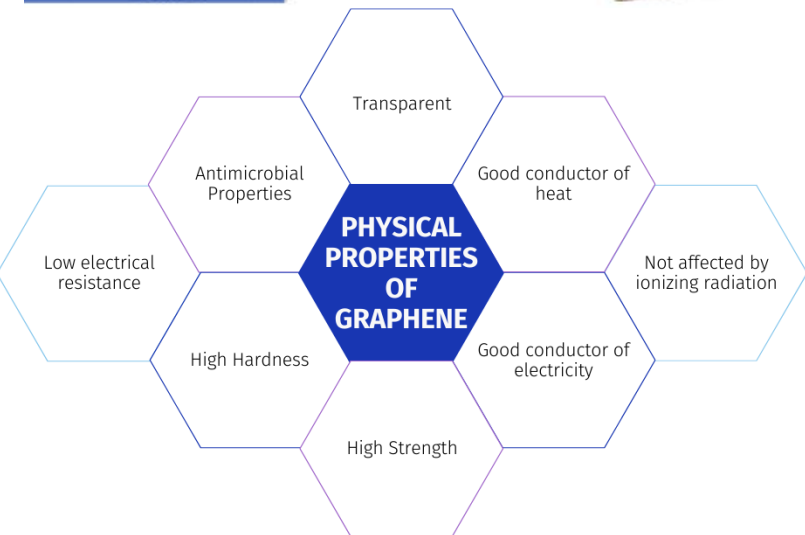 Transparent
Antimicrobial
Properties
Good conductor of
heat
PHYSICAL
PROPERTIES
OF
GRAPHENE
Low electrical
resistance
Not affected by
ionizing radiation
High Hardness
Good conductor of
electricity
High Strength